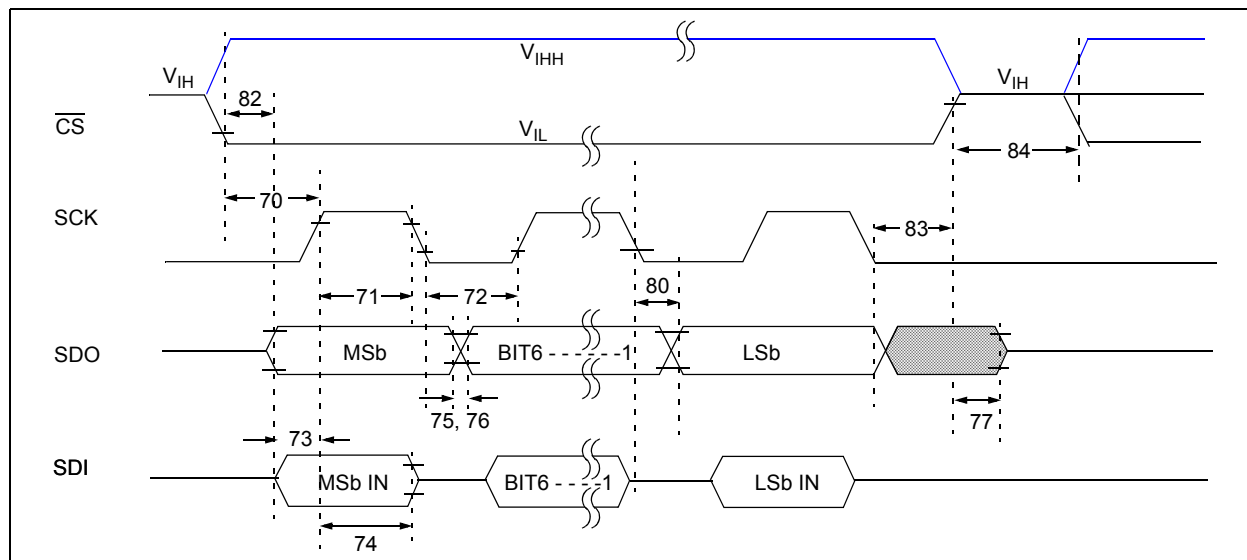 V_IHH
V_IH
V_IH
82
CS
V_IL
84
70
SCK
83
71
72
80
SDO
MSb
BIT6 - - - - - -1
LSb
75, 76
77
73
SDI
MSb IN
BIT6 - - - -1
LSb IN
74